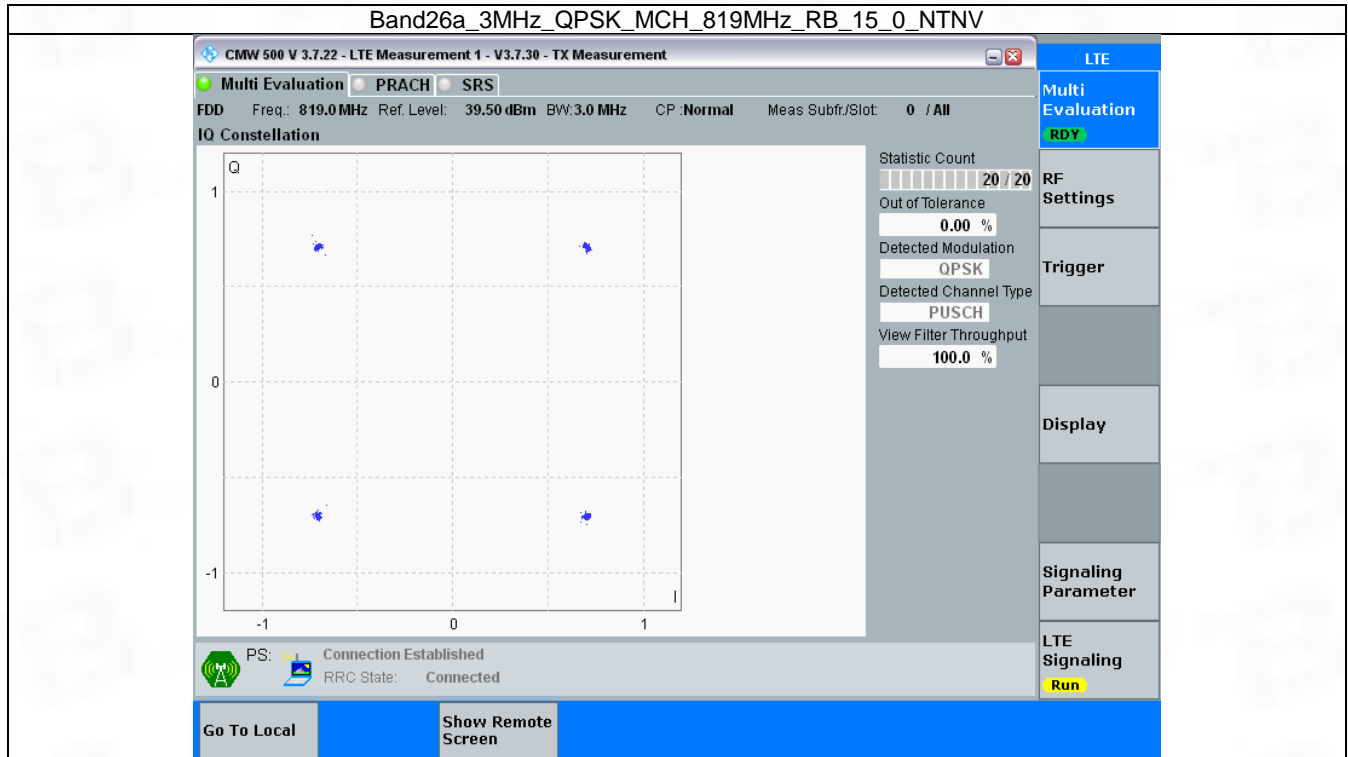 Band26a_3MHz_QPSK_MCH_819MHz_RB_15_0_NTNV
CMW 500 V 3.7.22 - LTE Measurement 1 - V3.7.30 - TX Measurement
LTE
Multi Evaluation PRACH SRS
FDD Freq.: 819.0 MHz Ref. Level: 39.50 dBm BW: 3.0 MHz CP :Normal Meas Subfr./Slot: 0 / All
IQ Constellation
Q
1
0
-1
I
-1 0 1
Statistic Count
20 / 20
Out of Tolerance
0.00 %
Detected Modulation
QPSK
Detected Channel Type
PUSCH
View Filter Throughput
100.0 %
Multi
Evaluation
RDY
RF
Settings
Trigger
Display
Signaling
Parameter
LTE
Signaling
Run
PS: Connection Established
RRC State: Connected
Go To Local
Show Remote
Screen